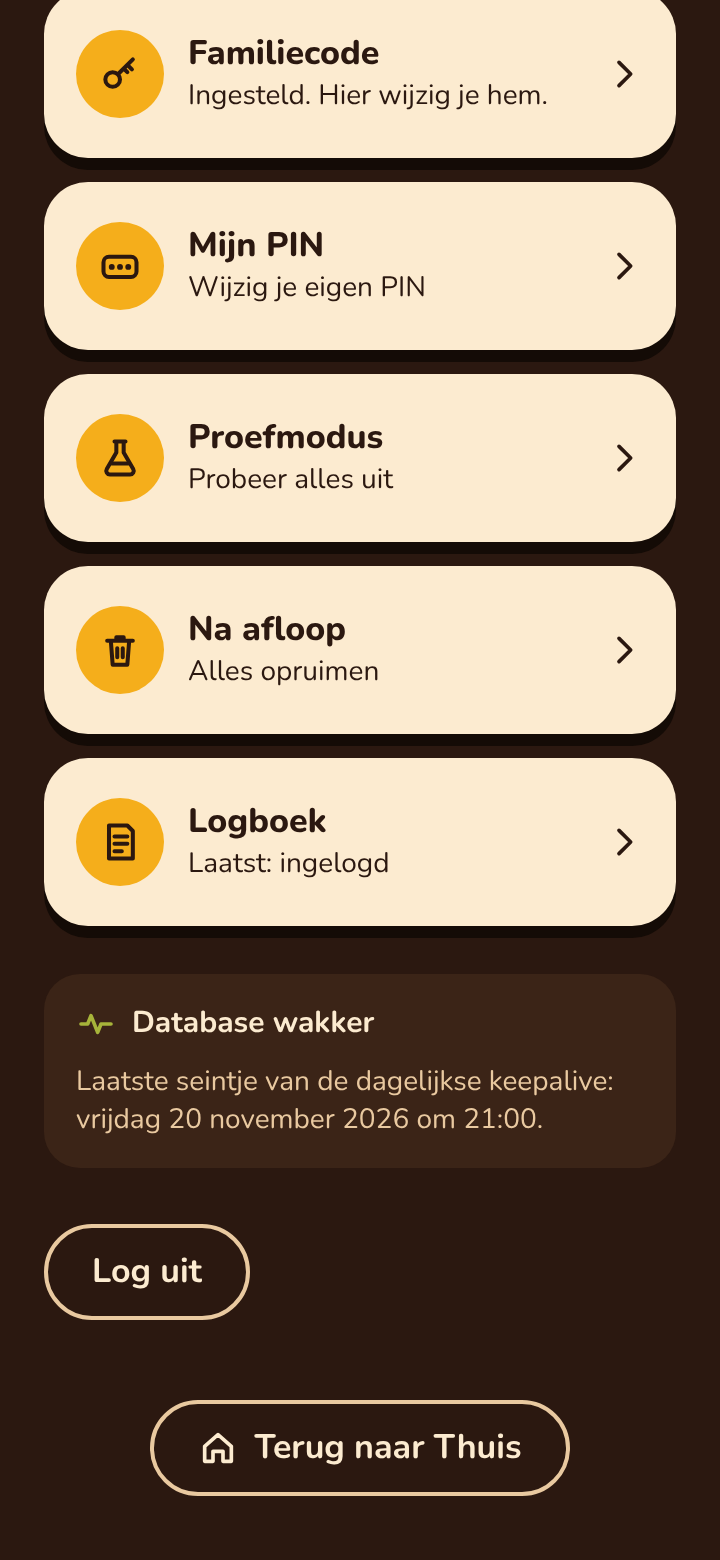 Familiecode
Ingesteld. Hier wijzig je hem.
Mijn PIN
Wijzig je eigen PIN
Proefmodus
Probeer alles uit
Na afloop
Alles opruimen
Logboek
Laatst: ingelogd
Database wakker
Laatste seintje van de dagelijkse keepalive:
vrijdag 20 november 2026 om 21:00.
Log uit
Terug naar Thuis